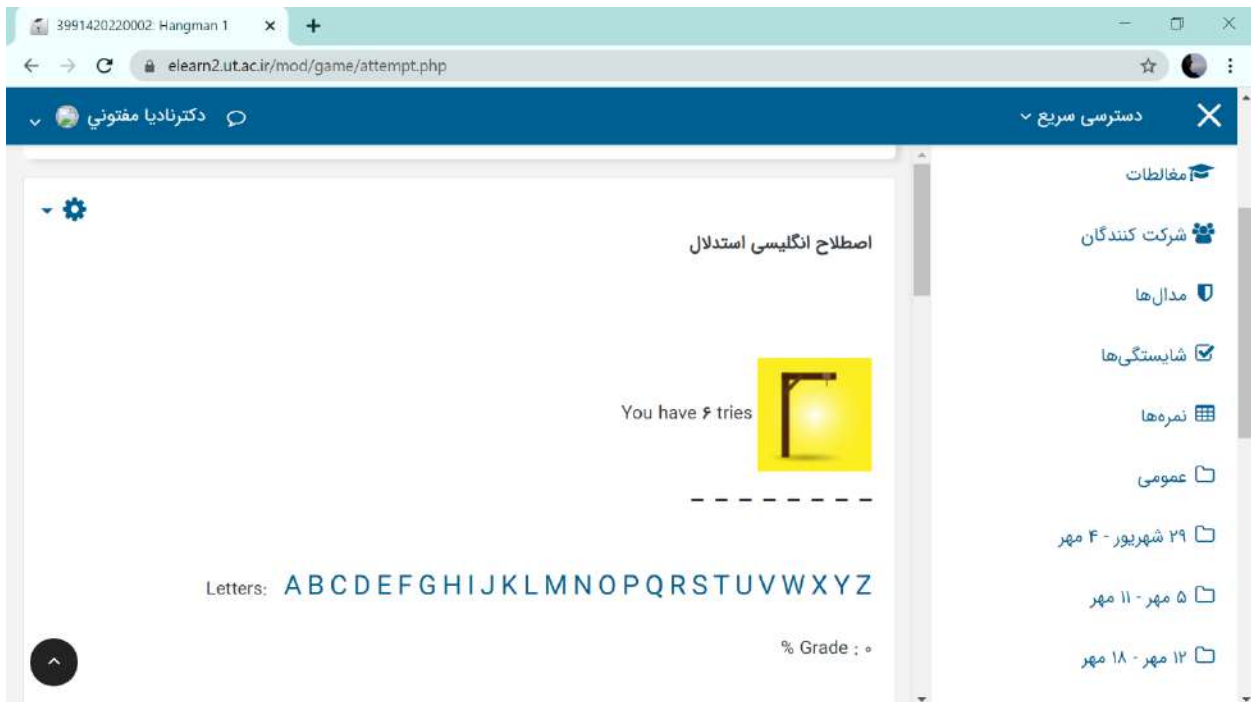 3991420220002: Hangman 1
elearn2.ut.ac.ir/mod/game/attempt.php
دسترسی سریع
دکترنادیا مفتوني
مغالطات
شرکت کنندگان
مدال‌ها
شایستگی‌ها
نمره‌ها
عمومی
۲۹ شهریور - ۴ مهر
۵ مهر - ۱۱ مهر
۱۲ مهر - ۱۸ مهر
اصطلاح انگلیسی استدلال
You have ۶ tries
_ _ _ _ _ _ _ _
Letters: A B C D E F G H I J K L M N O P Q R S T U V W X Y Z
% Grade : ۰